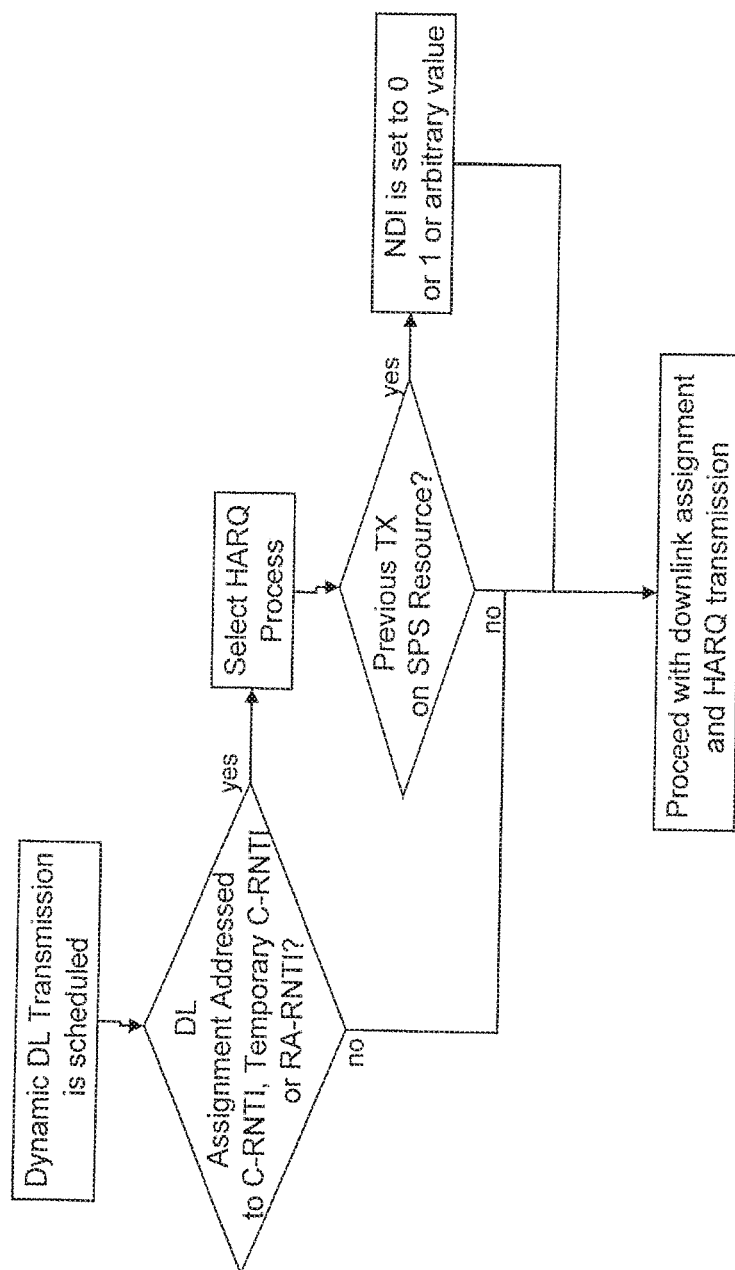 Dynamic DL Transmission
is scheduled
DL
Assignment Addressed
to C-RNTI, Temporary C-RNTI
or RA-RNTI?
yes
no
Select HARQ
Process
Previous TX
on SPS Resource?
yes
no
NDI is set to 0
or 1 or arbitrary value
Proceed with downlink assignment
and HARQ transmission